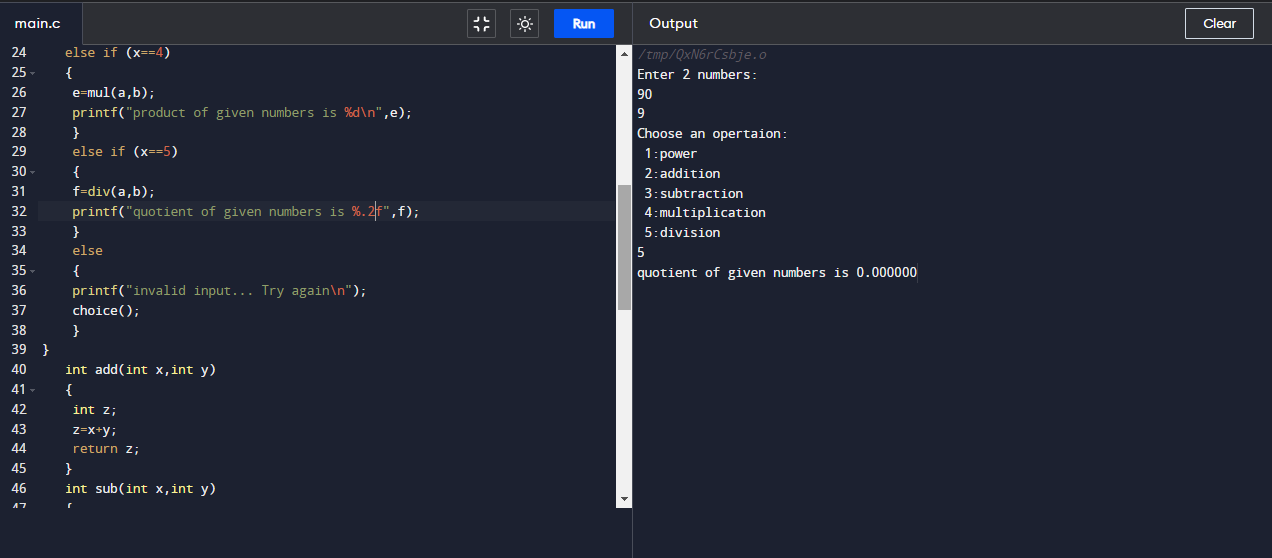 main.c
Run
Output
Clear
24 else if (x==4)
25 {
26 e=mul(a,b);
27 printf("product of given numbers is %d\n",e);
28 }
29 else if (x==5)
30 {
31 f=div(a,b);
32 printf("quotient of given numbers is %.2f",f);
33 }
34 else
35 {
36 printf("invalid input... Try again\n");
37 choice();
38 }
39 }
40 int add(int x,int y)
41 {
42 int z;
43 z=x+y;
44 return z;
45 }
46 int sub(int x,int y)
47 {
/tmp/QxN6rCsbje.o
Enter 2 numbers:
90
9
Choose an opertaion:
1:power
2:addition
3:subtraction
4:multiplication
5:division
5
quotient of given numbers is 0.000000